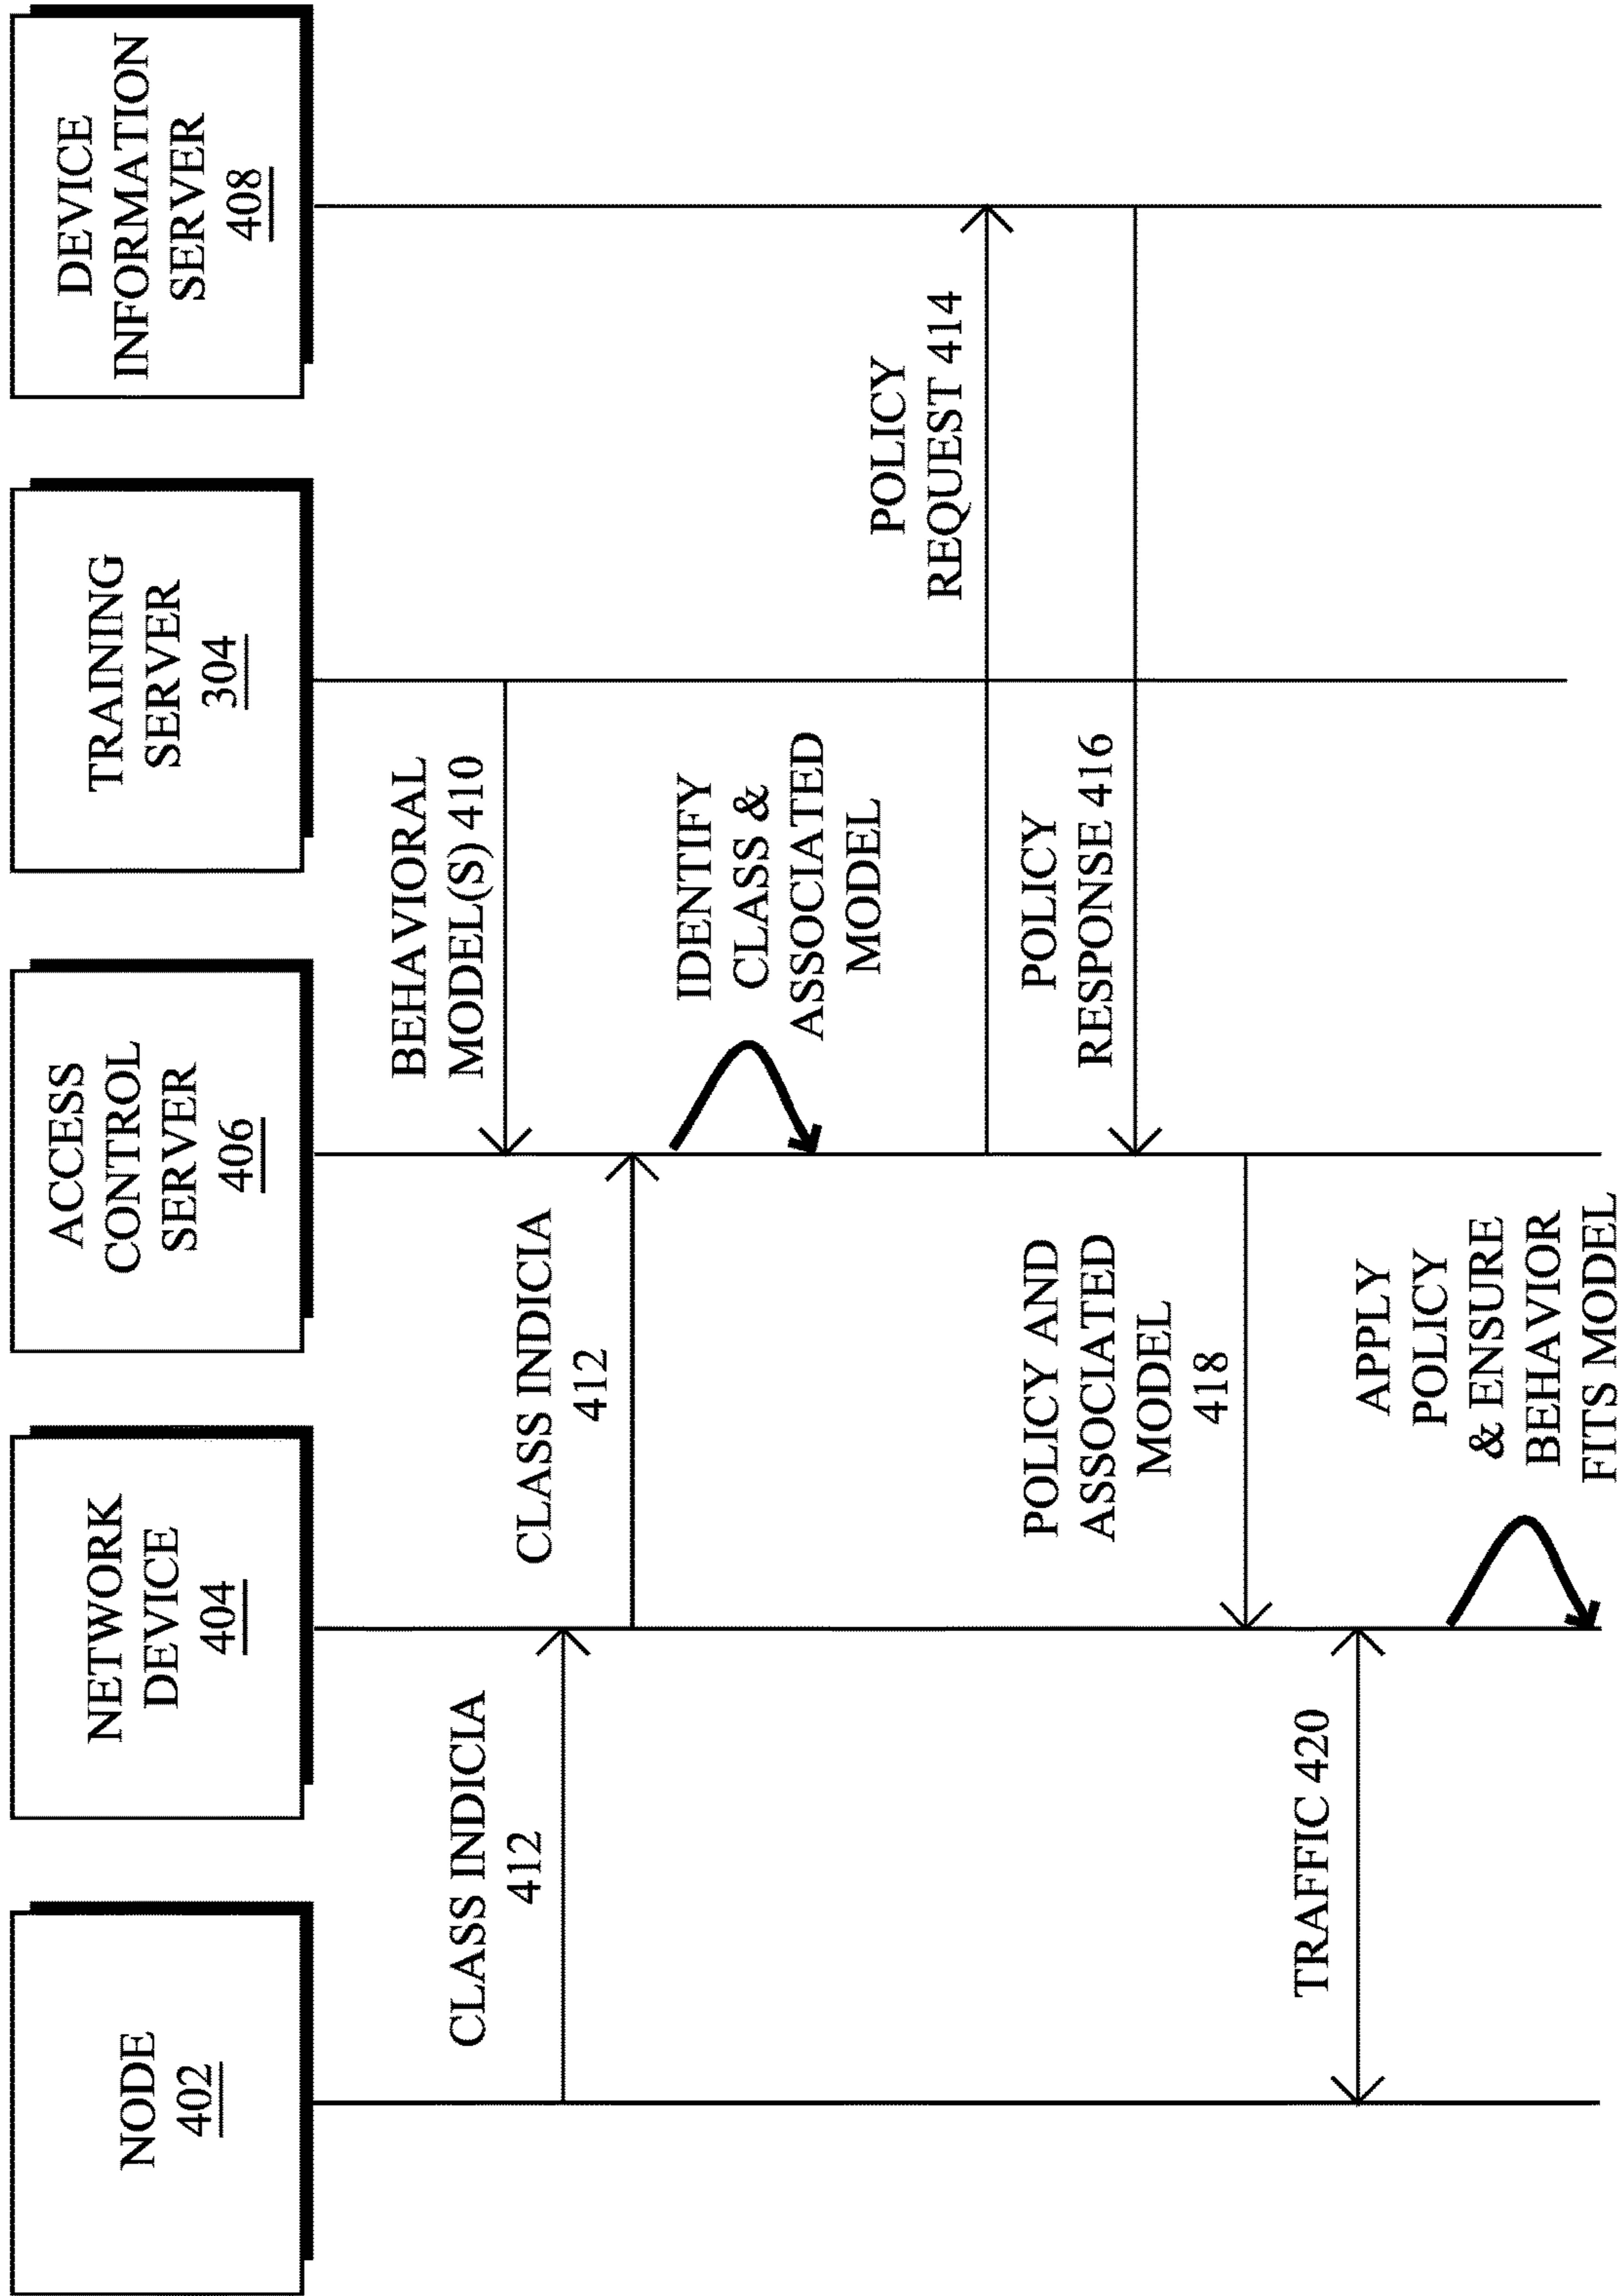 NODE
402
NETWORK
DEVICE
404
ACCESS
CONTROL
SERVER
406
TRAINING
SERVER
304
DEVICE
INFORMATION
SERVER
408
BEHAVIORAL
MODEL(S) 410
CLASS INDICIA
412
CLASS INDICIA
412
IDENTIFY
CLASS &
ASSOCIATED
MODEL
POLICY
REQUEST 414
POLICY
RESPONSE 416
POLICY AND
ASSOCIATED
MODEL
418
TRAFFIC 420
APPLY
POLICY
& ENSURE
BEHAVIOR
FITS MODEL